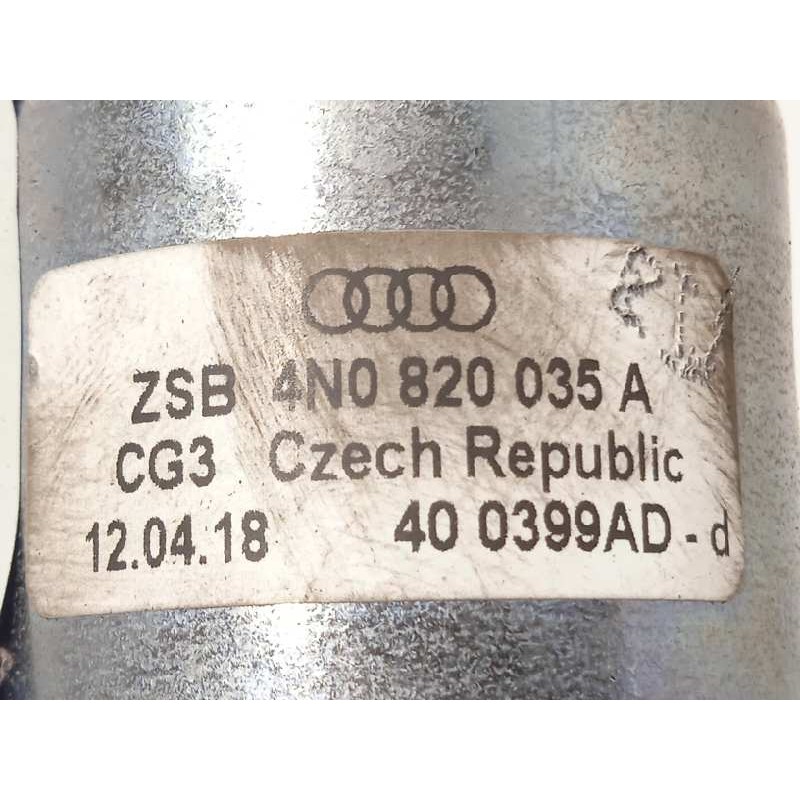 ZSB 4N0 820 035 A
CG3 Czech Republic
12.04.18 40 0399AD - d